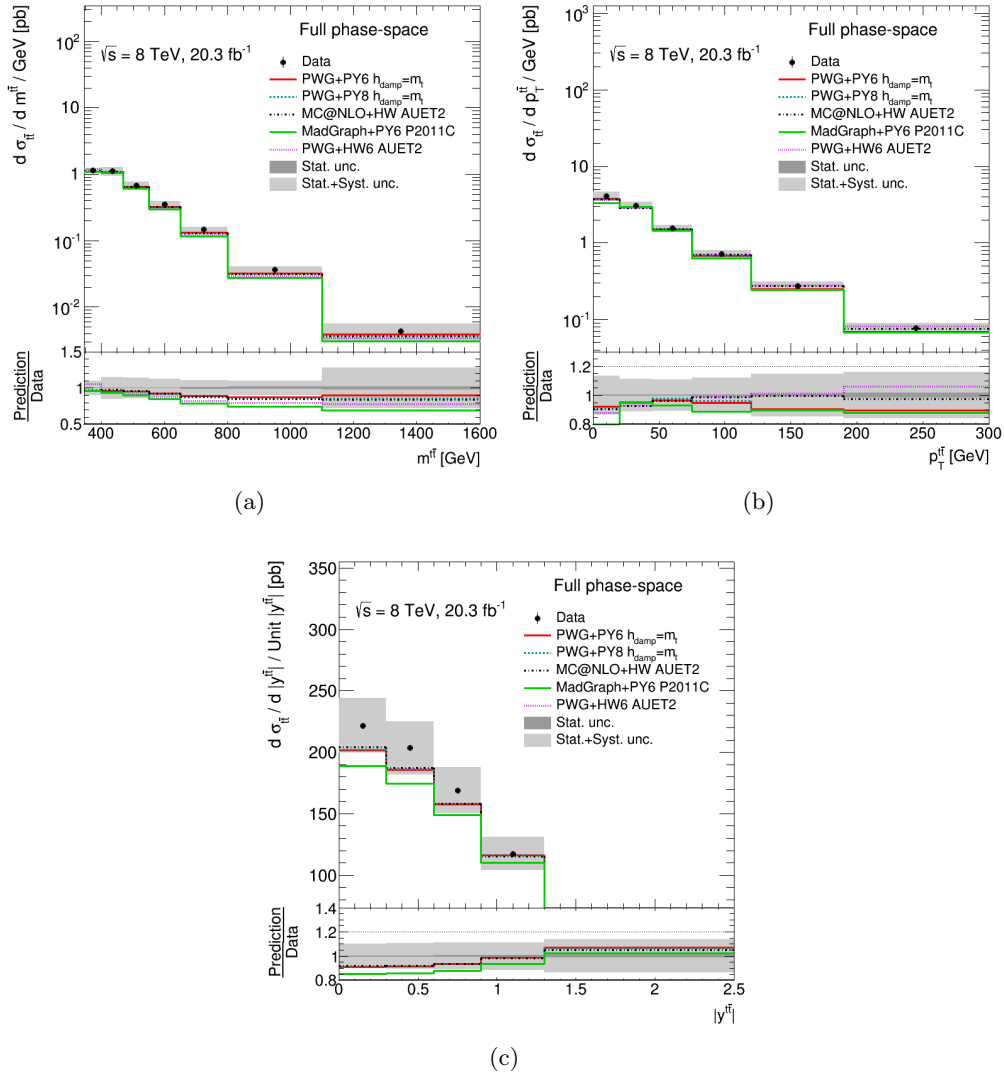 Full phase-space
√s = 8 TeV, 20.3 fb⁻¹
Data
PWG+PY6 h_damp=m_t
PWG+PY8 h_damp=m_t
MC@NLO+HW AUET2
MadGraph+PY6 P2011C
PWG+HW6 AUET2
Stat. unc.
Stat.+Syst. unc.
d σ_tt̄ / d m^tt̄ / GeV [pb]
10²
10
1
10⁻¹
10⁻²
Prediction
Data
1.5
1
0.5
400 600 800 1000 1200 1400 1600
m^tt̄ [GeV]
(a)
Full phase-space
√s = 8 TeV, 20.3 fb⁻¹
Data
PWG+PY6 h_damp=m_t
PWG+PY8 h_damp=m_t
MC@NLO+HW AUET2
MadGraph+PY6 P2011C
PWG+HW6 AUET2
Stat. unc.
Stat.+Syst. unc.
d σ_tt̄ / d p_T^tt̄ / GeV [pb]
10³
10²
10
1
10⁻¹
Prediction
Data
1.2
1
0.8
0 50 100 150 200 250 300
p_T^tt̄ [GeV]
(b)
Full phase-space
√s = 8 TeV, 20.3 fb⁻¹
Data
PWG+PY6 h_damp=m_t
PWG+PY8 h_damp=m_t
MC@NLO+HW AUET2
MadGraph+PY6 P2011C
PWG+HW6 AUET2
Stat. unc.
Stat.+Syst. unc.
d σ_tt̄ / d |y^tt̄| / Unit |y^tt̄| [pb]
350
300
250
200
150
100
Prediction
Data
1.4
1.2
1
0.8
0 0.5 1 1.5 2 2.5
|y^tt̄|
(c)